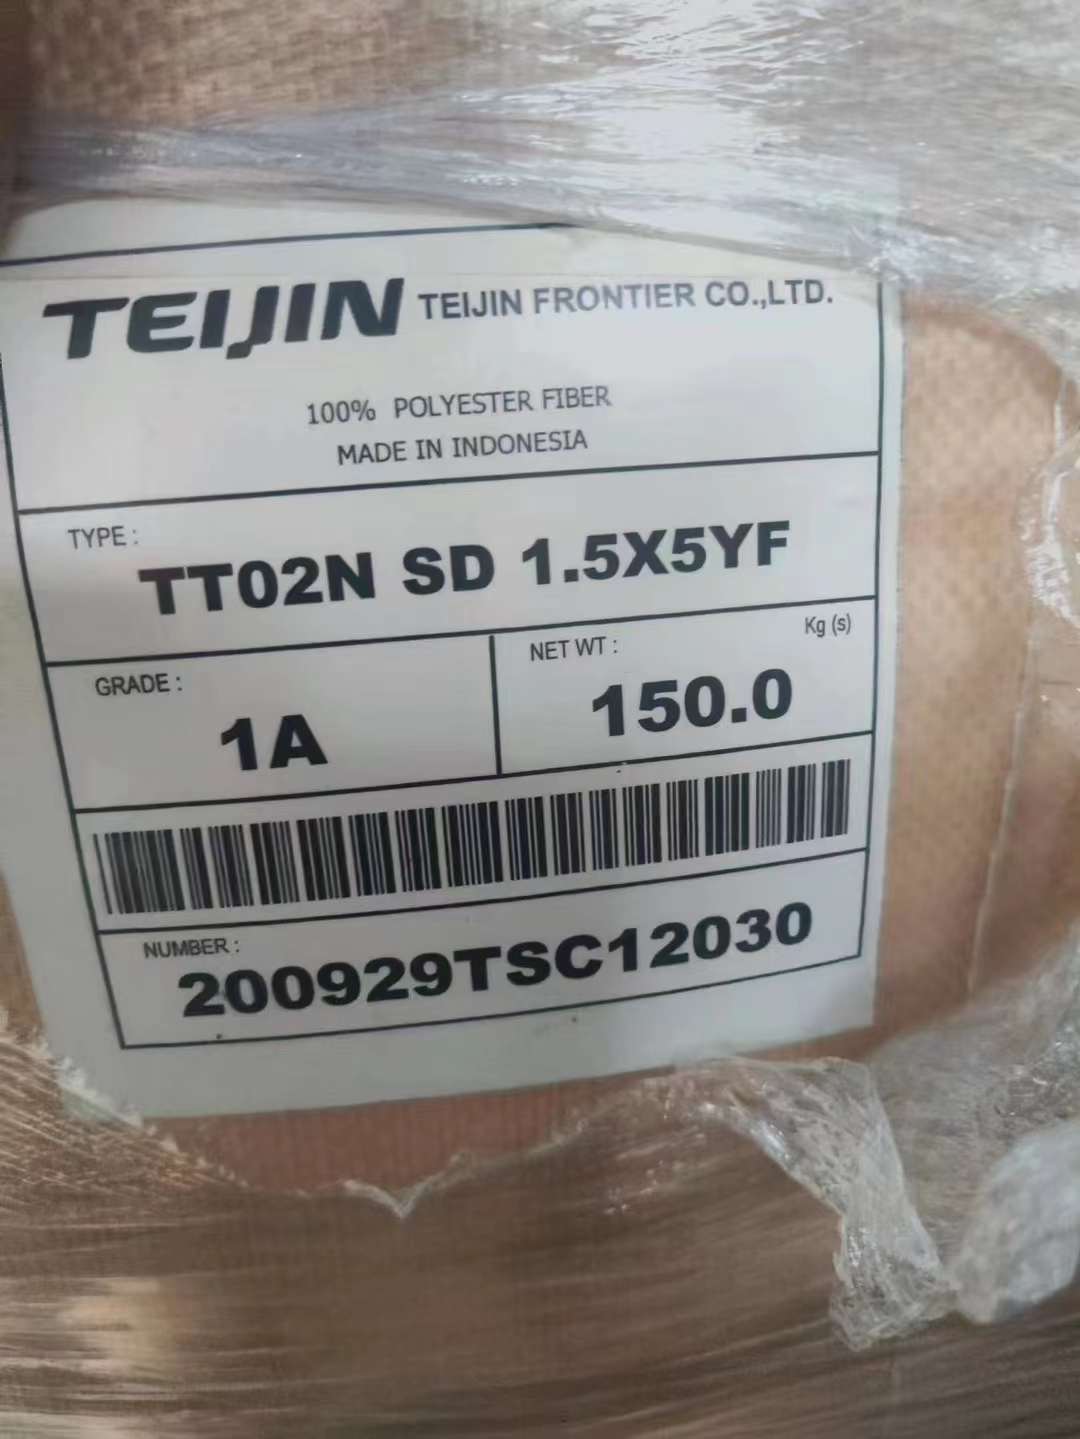 TEIJIN TEIJIN FRONTIER CO.,LTD.
100% POLYESTER FIBER
MADE IN INDONESIA
TYPE :
TT02N SD 1.5X5YF
GRADE :
1A
NET WT : Kg (s)
150.0
NUMBER :
200929TSC12030